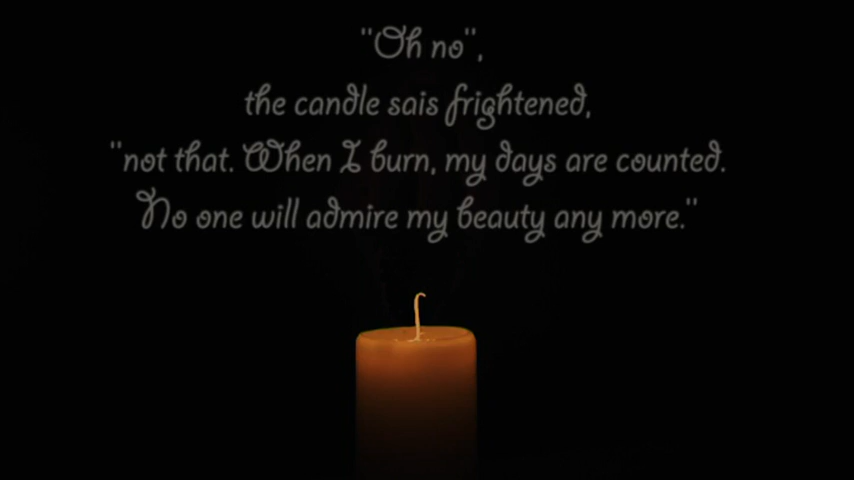 "Oh no",
the candle sais frightened,
"not that. When I burn, my days are counted.
No one will admire my beauty any more."